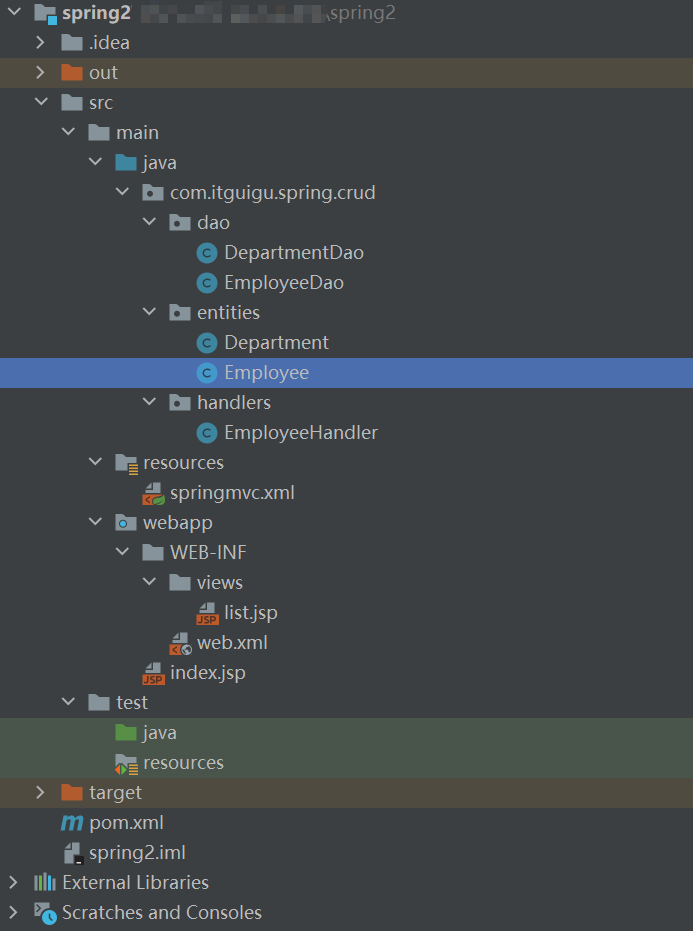 spring2 \spring2
.idea
out
src
main
java
com.itguigu.spring.crud
dao
C DepartmentDao
C EmployeeDao
entities
C Department
C Employee
handlers
C EmployeeHandler
resources
springmvc.xml
webapp
WEB-INF
views
JSP list.jsp
web.xml
JSP index.jsp
test
java
resources
target
m pom.xml
spring2.iml
External Libraries
Scratches and Consoles